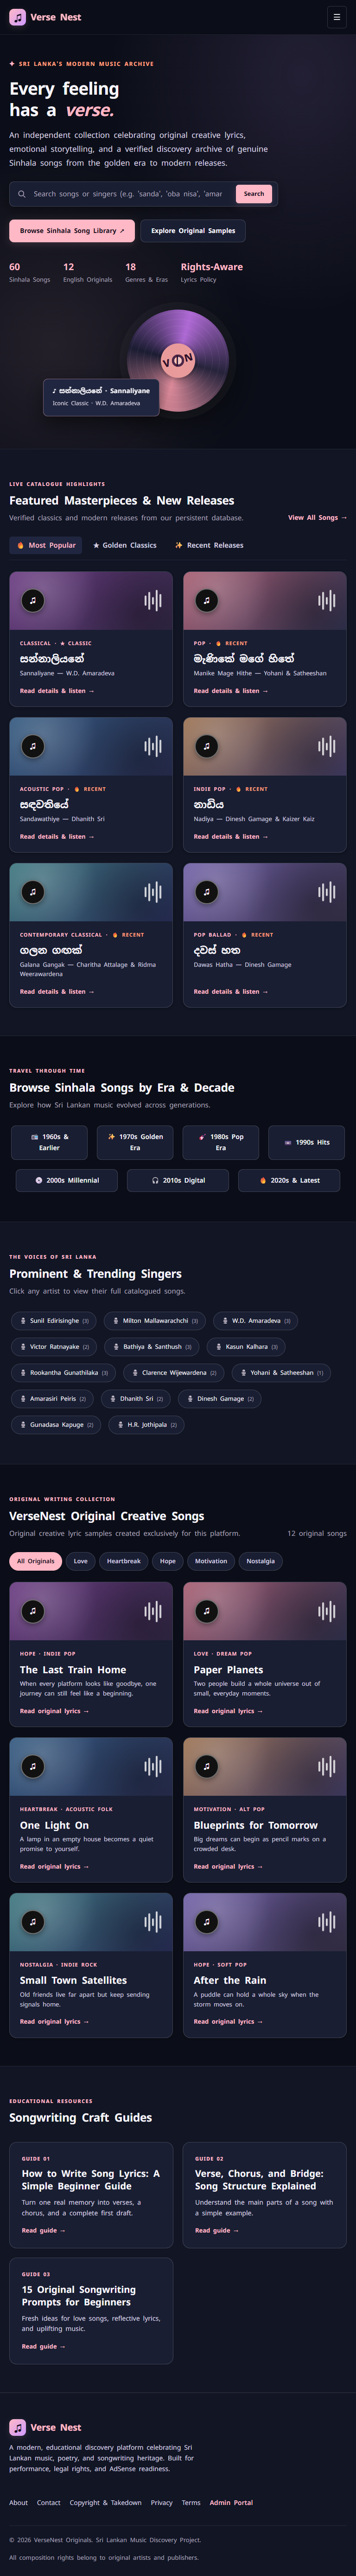 Verse Nest
☰
✦ SRI LANKA'S MODERN MUSIC ARCHIVE
Every feeling
has a verse.
An independent collection celebrating original creative lyrics,
emotional storytelling, and a verified discovery archive of genuine
Sinhala songs from the golden era to modern releases.
Search songs or singers (e.g. 'sanda', 'oba nisa', 'amar
Search
Browse Sinhala Song Library ↗
Explore Original Samples
60
Sinhala Songs
12
English Originals
18
Genres & Eras
Rights-Aware
Lyrics Policy
♪ සන්නාලියනේ · Sannaliyane
Iconic Classic · W.D. Amaradeva
LIVE CATALOGUE HIGHLIGHTS
Featured Masterpieces & New Releases
Verified classics and modern releases from our persistent database.
View All Songs →
🔥 Most Popular
★ Golden Classics
✨ Recent Releases
CLASSICAL · ★ CLASSIC
සන්නාලියනේ
Sannaliyane — W.D. Amaradeva
Read details & listen →
POP · 🔥 RECENT
මැණිකේ මගේ හිතේ
Manike Mage Hithe — Yohani & Satheeshan
Read details & listen →
ACOUSTIC POP · 🔥 RECENT
සඳවතියේ
Sandawathiye — Dhanith Sri
Read details & listen →
INDIE POP · 🔥 RECENT
නාඩිය
Nadiya — Dinesh Gamage & Kaizer Kaiz
Read details & listen →
CONTEMPORARY CLASSICAL · 🔥 RECENT
ගලන ගඟක්
Galana Gangak — Charitha Attalage & Ridma
Weerawardena
Read details & listen →
POP BALLAD · 🔥 RECENT
දවස් හත
Dawas Hatha — Dinesh Gamage
Read details & listen →
TRAVEL THROUGH TIME
Browse Sinhala Songs by Era & Decade
Explore how Sri Lankan music evolved across generations.
📻 1960s &
Earlier
✨ 1970s Golden
Era
🎸 1980s Pop
Era
📼 1990s Hits
💿 2000s Millennial
🎧 2010s Digital
🔥 2020s & Latest
THE VOICES OF SRI LANKA
Prominent & Trending Singers
Click any artist to view their full catalogued songs.
Sunil Edirisinghe (3)
Milton Mallawarachchi (3)
W.D. Amaradeva (3)
Victor Ratnayake (2)
Bathiya & Santhush (3)
Kasun Kalhara (3)
Rookantha Gunathilaka (3)
Clarence Wijewardena (2)
Yohani & Satheeshan (1)
Amarasiri Peiris (2)
Dhanith Sri (2)
Dinesh Gamage (2)
Gunadasa Kapuge (2)
H.R. Jothipala (2)
ORIGINAL WRITING COLLECTION
VerseNest Original Creative Songs
Original creative lyric samples created exclusively for this platform.
12 original songs
All Originals
Love
Heartbreak
Hope
Motivation
Nostalgia
HOPE · INDIE POP
The Last Train Home
When every platform looks like goodbye, one
journey can still feel like a beginning.
Read original lyrics →
LOVE · DREAM POP
Paper Planets
Two people build a whole universe out of
small, everyday moments.
Read original lyrics →
HEARTBREAK · ACOUSTIC FOLK
One Light On
A lamp in an empty house becomes a quiet
promise to yourself.
Read original lyrics →
MOTIVATION · ALT POP
Blueprints for Tomorrow
Big dreams can begin as pencil marks on a
crowded desk.
Read original lyrics →
NOSTALGIA · INDIE ROCK
Small Town Satellites
Old friends live far apart but keep sending
signals home.
Read original lyrics →
HOPE · SOFT POP
After the Rain
A puddle can hold a whole sky when the
storm moves on.
Read original lyrics →
EDUCATIONAL RESOURCES
Songwriting Craft Guides
GUIDE 01
How to Write Song Lyrics: A
Simple Beginner Guide
Turn one real memory into verses, a
chorus, and a complete first draft.
Read guide →
GUIDE 02
Verse, Chorus, and Bridge:
Song Structure Explained
Understand the main parts of a song with
a simple example.
Read guide →
GUIDE 03
15 Original Songwriting
Prompts for Beginners
Fresh ideas for love songs, reflective lyrics,
and uplifting music.
Read guide →
Verse Nest
A modern, educational discovery platform celebrating Sri
Lankan music, poetry, and songwriting heritage. Built for
performance, legal rights, and AdSense readiness.
About
Contact
Copyright & Takedown
Privacy
Terms
Admin Portal
© 2026 VerseNest Originals. Sri Lankan Music Discovery Project.
All composition rights belong to original artists and publishers.